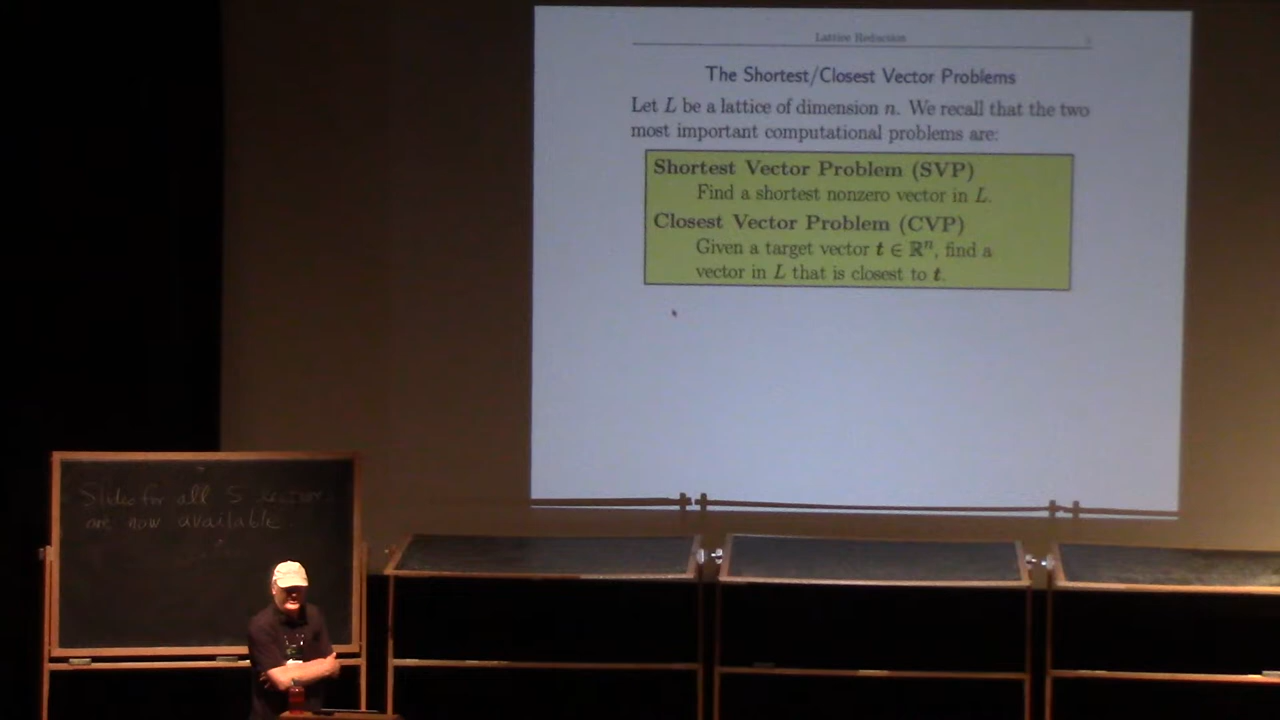 Lattice Reduction
The Shortest/Closest Vector Problems
Let L be a lattice of dimension n. We recall that the two
most important computational problems are:
Shortest Vector Problem (SVP)
Find a shortest nonzero vector in L.
Closest Vector Problem (CVP)
Given a target vector t ∈ ℝⁿ, find a
vector in L that is closest to t.
Slides for all 5
are now available.